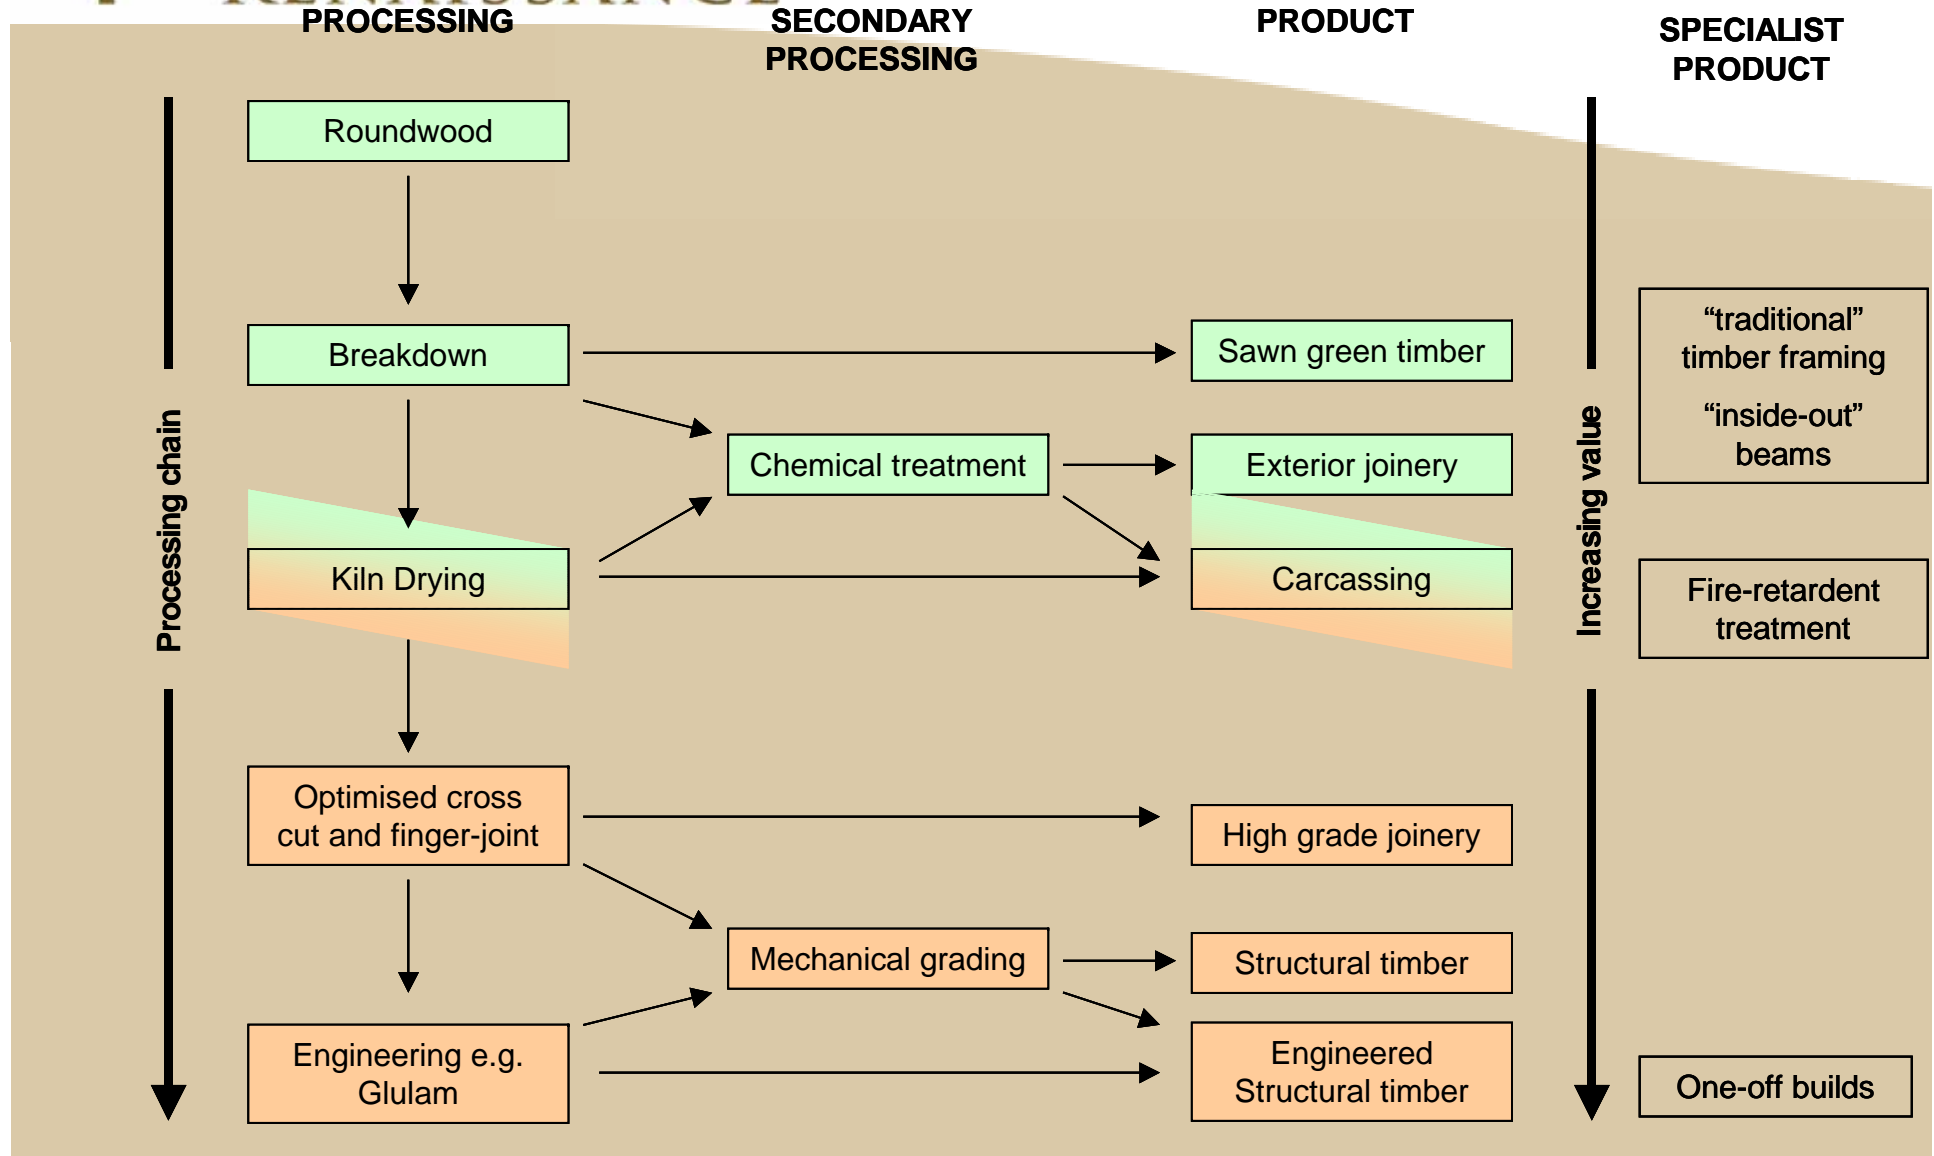 RENAISSANCE
PROCESSING
SECONDARY
PROCESSING
PRODUCT
SPECIALIST
PRODUCT
Roundwood
Breakdown
Sawn green timber
“traditional”
timber framing
“inside-out”
beams
Processing chain
Chemical treatment
Exterior joinery
Increasing value
Kiln Drying
Carcassing
Fire-retardent
treatment
Optimised cross
cut and finger-joint
High grade joinery
Mechanical grading
Structural timber
Engineering e.g.
Glulam
Engineered
Structural timber
One-off builds